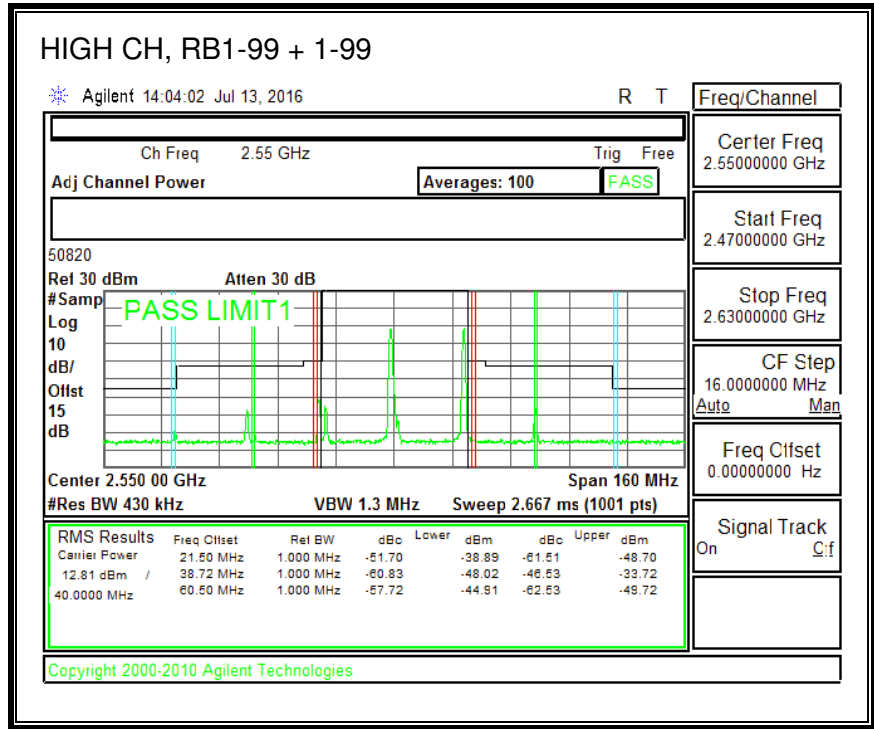 HIGH CH, RB1-99 + 1-99
Agilent 14:04:02 Jul 13, 2016 R T
Freq/Channel
Ch Freq 2.55 GHz Trig Free
Adj Channel Power Averages: 100 PASS
Center Freq
2.55000000 GHz
Start Freq
2.47000000 GHz
Stop Freq
2.63000000 GHz
CF Step
16.0000000 MHz
Auto Man
Freq Offset
0.00000000 Hz
Signal Track
On Off
50820
Ref 30 dBm Atten 30 dB
#Samp
Log
10
dB/
Offst
15
dB
PASS LIMIT1
Center 2.550 00 GHz Span 160 MHz
#Res BW 430 kHz VBW 1.3 MHz Sweep 2.667 ms (1001 pts)
RMS Results Freq Offset Ref BW dBc Lower dBm dBc Upper dBm
Carrier Power 21.50 MHz 1.000 MHz -51.70 -38.89 -61.51 -48.70
12.81 dBm / 38.72 MHz 1.000 MHz -60.83 -48.02 -46.53 -33.72
40.0000 MHz 60.50 MHz 1.000 MHz -57.72 -44.91 -62.53 -49.72
Copyright 2000-2010 Agilent Technologies